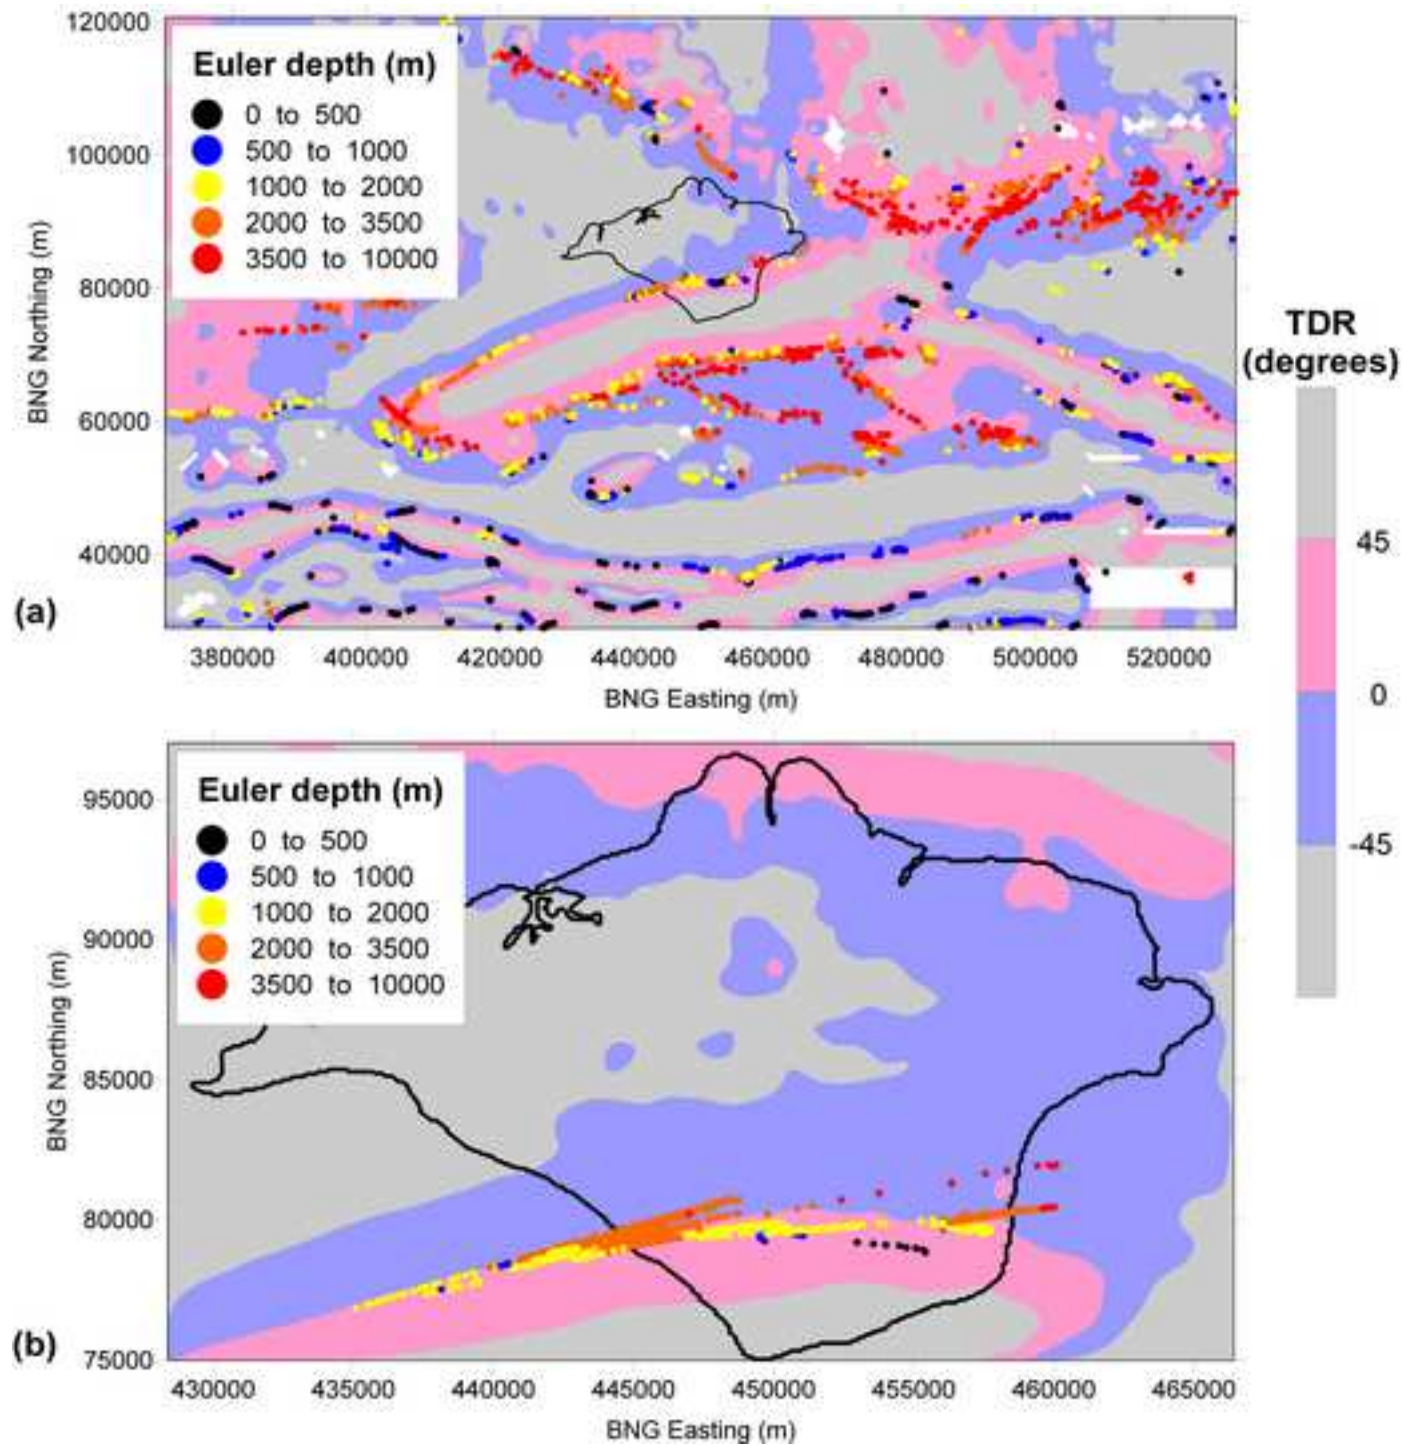 120000
100000
80000
60000
40000
BNG Northing (m)
Euler depth (m)
0 to 500
500 to 1000
1000 to 2000
2000 to 3500
3500 to 10000
(a)
380000 400000 420000 440000 460000 480000 500000 520000
BNG Easting (m)
TDR
(degrees)
45
0
-45
95000
90000
85000
80000
75000
BNG Northing (m)
Euler depth (m)
0 to 500
500 to 1000
1000 to 2000
2000 to 3500
3500 to 10000
(b)
430000 435000 440000 445000 450000 455000 460000 465000
BNG Easting (m)